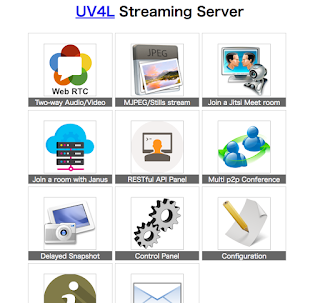 UV4L Streaming Server
JPEG
Web RTC
Two-way Audio/Video
MJPEG/Stills stream
Join a Jitsi Meet room
Join a room with Janus
RESTful API Panel
Multi p2p Conference
Delayed Snapshot
Control Panel
Configuration